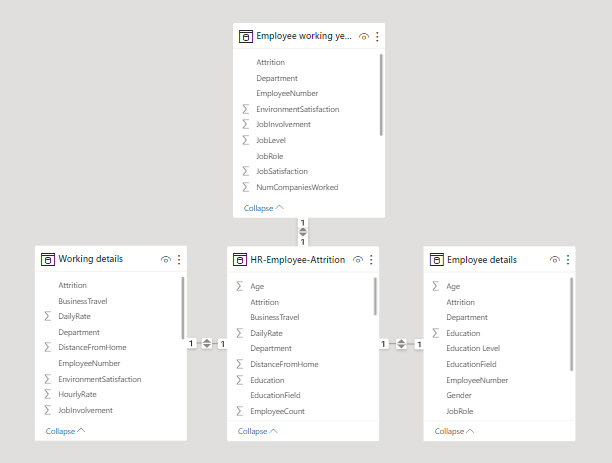 Employee working ye...
Attrition
Department
EmployeeNumber
EnvironmentSatisfaction
JobInvolvement
JobLevel
JobRole
JobSatisfaction
NumCompaniesWorked
Collapse
1
1
Working details
Attrition
BusinessTravel
DailyRate
Department
DistanceFromHome
EmployeeNumber
EnvironmentSatisfaction
HourlyRate
JobInvolvement
Collapse
1
1
HR-Employee-Attrition
Age
Attrition
BusinessTravel
DailyRate
Department
DistanceFromHome
Education
EducationField
EmployeeCount
Collapse
1
1
Employee details
Age
Attrition
Department
Education
Education Level
EducationField
EmployeeNumber
Gender
JobRole
Collapse